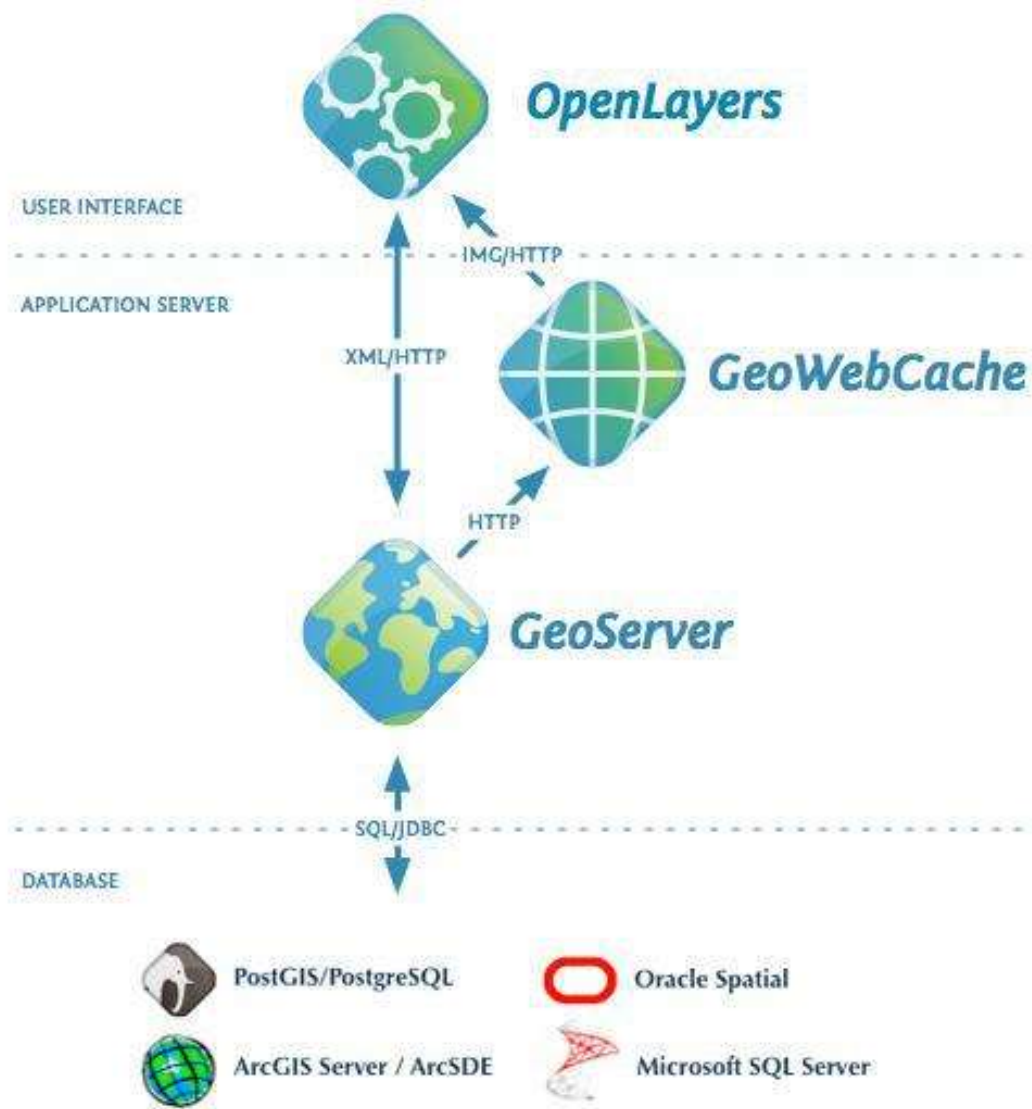 OpenLayers
USER INTERFACE
IMG/HTTP
APPLICATION SERVER
XML/HTTP
GeoWebCache
HTTP
GeoServer
SQL/JDBC
DATABASE
PostGIS/PostgreSQL
Oracle Spatial
ArcGIS Server / ArcSDE
Microsoft SQL Server